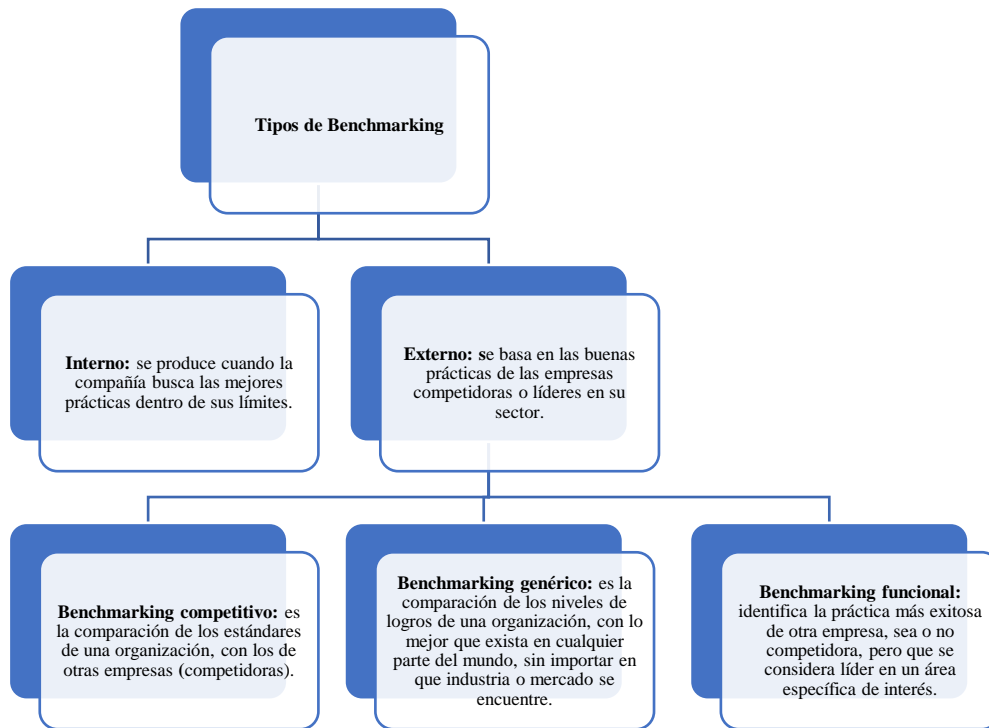 Tipos de Benchmarking
Interno: se produce cuando la
compañía busca las mejores
prácticas dentro de sus límites.
Externo: se basa en las buenas
prácticas de las empresas
competidoras o líderes en su
sector.
Benchmarking competitivo: es
la comparación de los estándares
de una organización, con los de
otras empresas (competidoras).
Benchmarking genérico: es la
comparación de los niveles de
logros de una organización, con lo
mejor que exista en cualquier
parte del mundo, sin importar en
que industria o mercado se
encuentre.
Benchmarking funcional:
identifica la práctica más exitosa
de otra empresa, sea o no
competidora, pero que se
considera líder en un área
específica de interés.